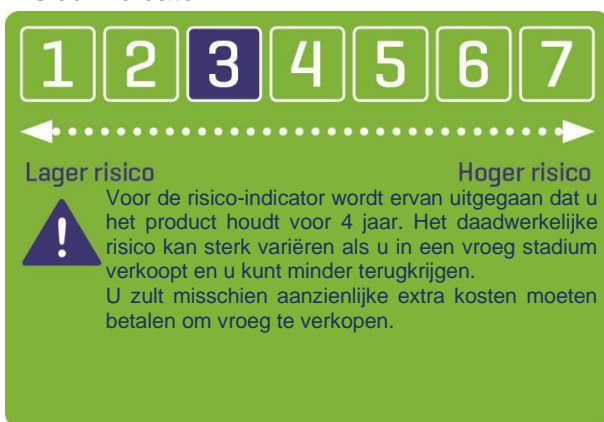 1 2 3 4 5 6 7
Lager risico Hoger risico
Voor de risico-indicator wordt ervan uitgegaan dat u
het product houdt voor 4 jaar. Het daadwerkelijke
risico kan sterk variëren als u in een vroeg stadium
verkoopt en u kunt minder terugkrijgen.
U zult misschien aanzienlijke extra kosten moeten
betalen om vroeg te verkopen.